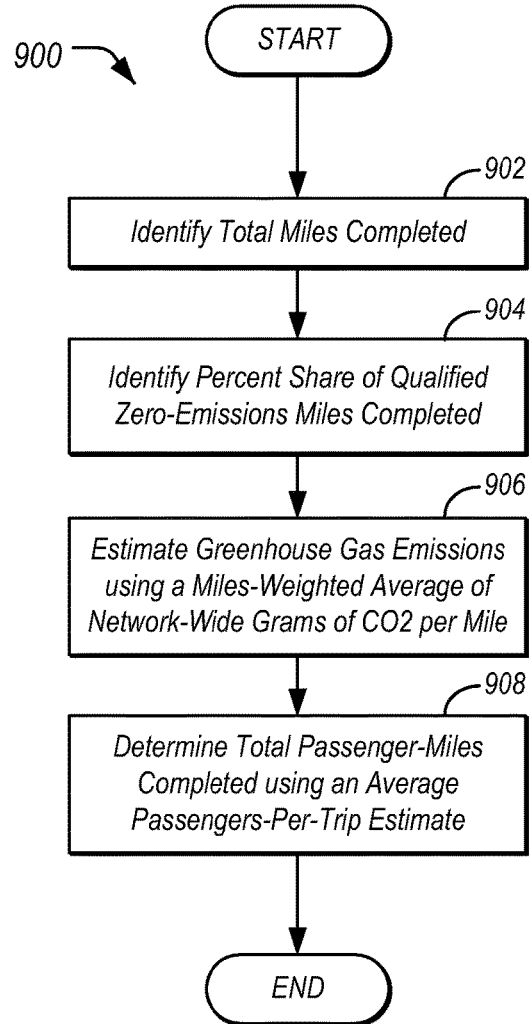 START
900
902
Identify Total Miles Completed
904
Identify Percent Share of Qualified
Zero-Emissions Miles Completed
906
Estimate Greenhouse Gas Emissions
using a Miles-Weighted Average of
Network-Wide Grams of CO2 per Mile
908
Determine Total Passenger-Miles
Completed using an Average
Passengers-Per-Trip Estimate
END